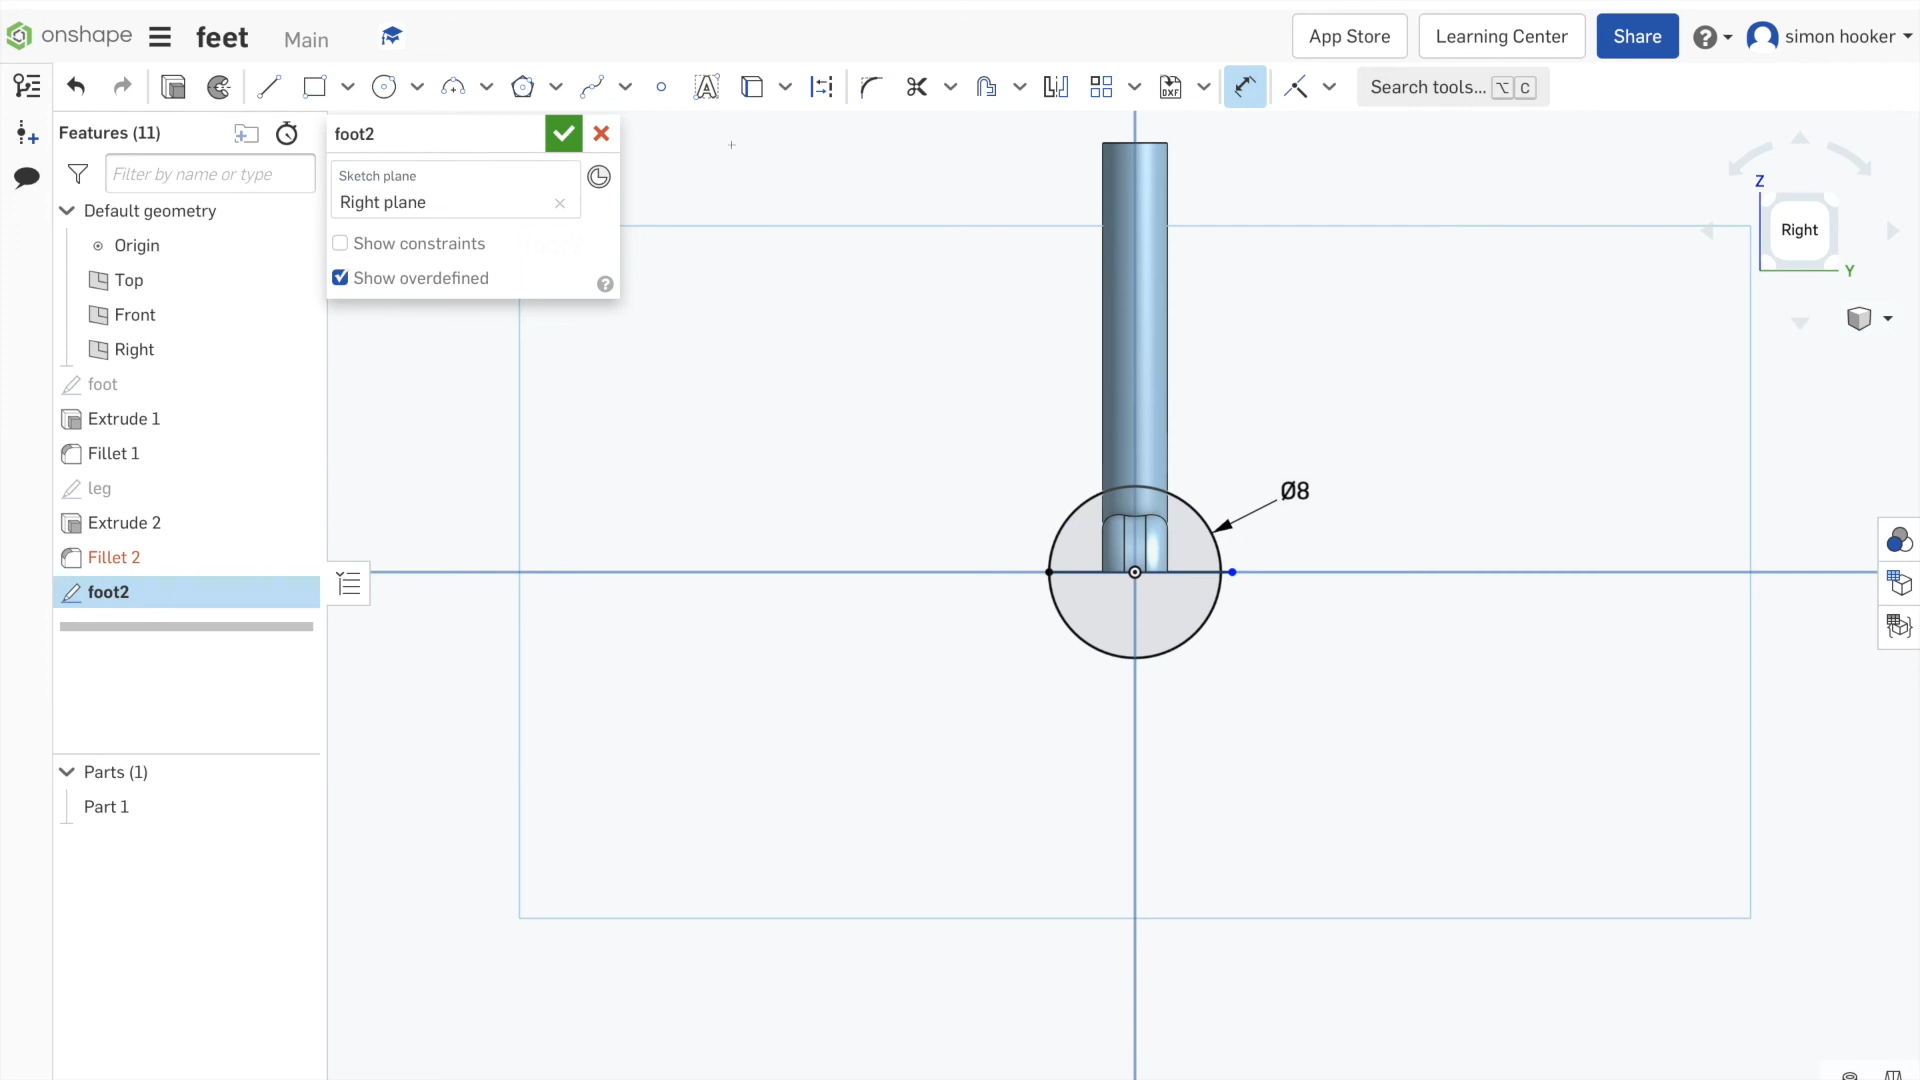 onshape
feet
Main
App Store
Learning Center
Share
simon hooker
DXF
Search tools... ⌥ C
Features (11)
Filter by name or type
Default geometry
Origin
Top
Front
Right
foot
Extrude 1
Fillet 1
leg
Extrude 2
Fillet 2
foot2
Parts (1)
Part 1
foot2
Sketch plane
Right plane
Show constraints
Show overdefined
Ø8
Z
Right
Y